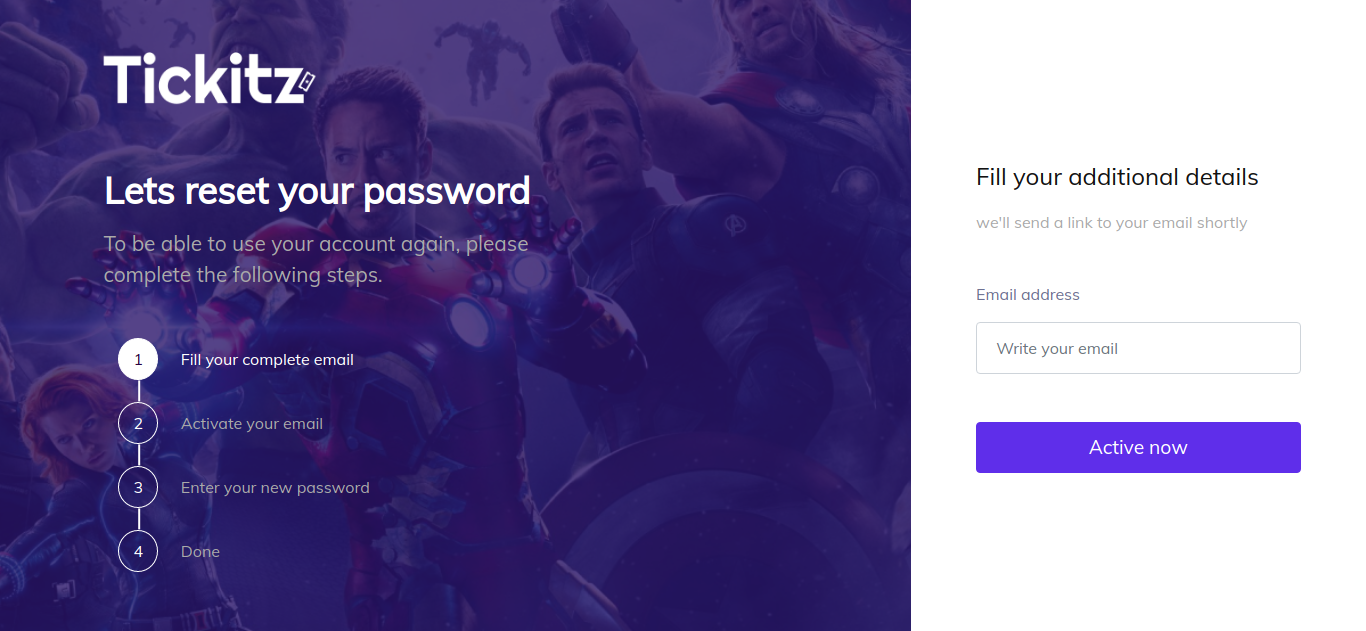 Tickitz
Lets reset your password
To be able to use your account again, please
complete the following steps.
1 Fill your complete email
2 Activate your email
3 Enter your new password
4 Done
Fill your additional details
we'll send a link to your email shortly
Email address
Write your email
Active now